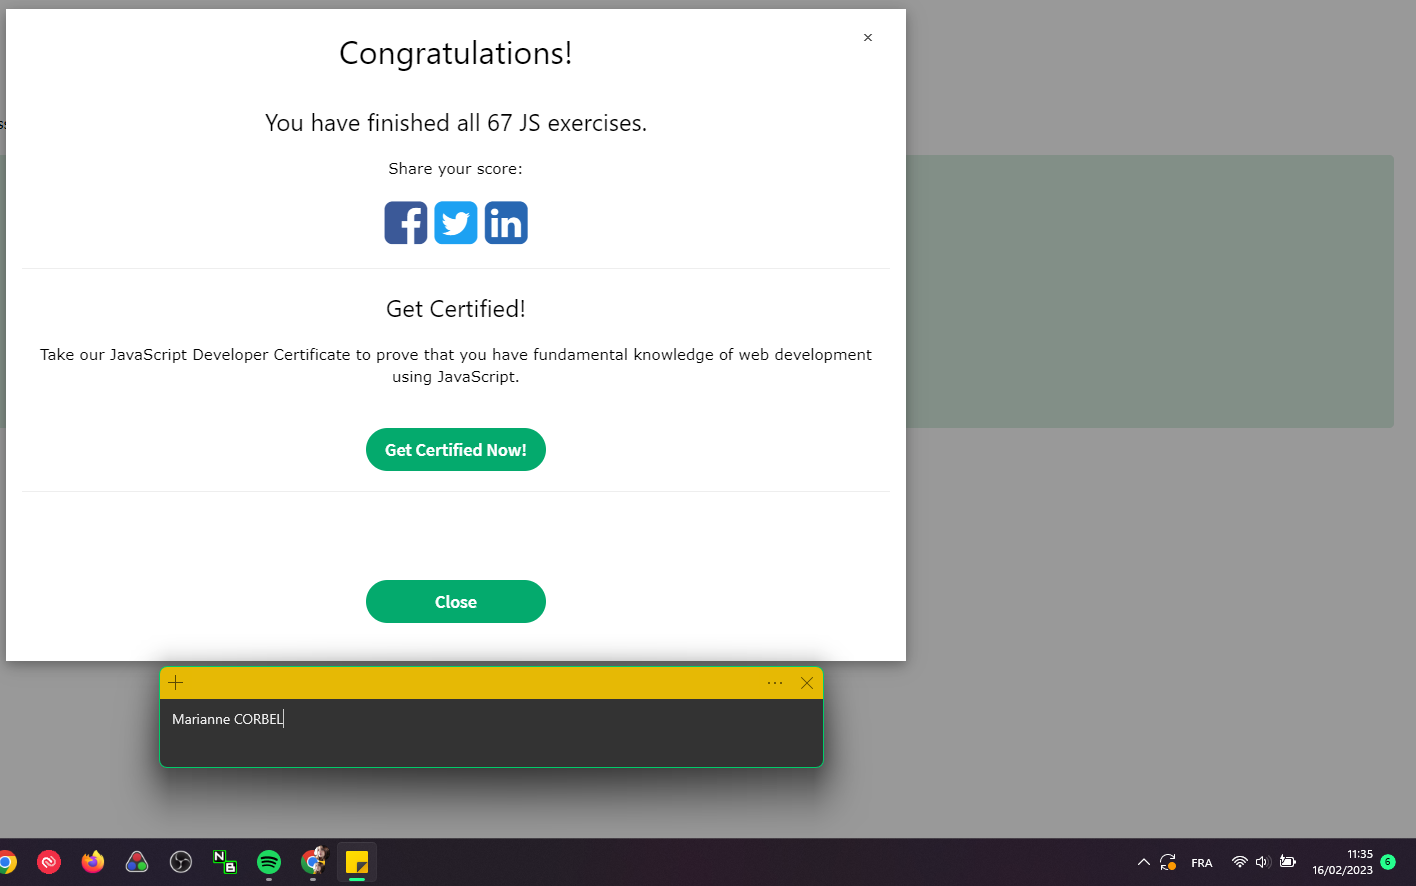 Congratulations!
×
You have finished all 67 JS exercises.
Share your score:
Get Certified!
Take our JavaScript Developer Certificate to prove that you have fundamental knowledge of web development
using JavaScript.
Get Certified Now!
Close
Marianne CORBEL
N
B
FRA
11:35
16/02/2023
6